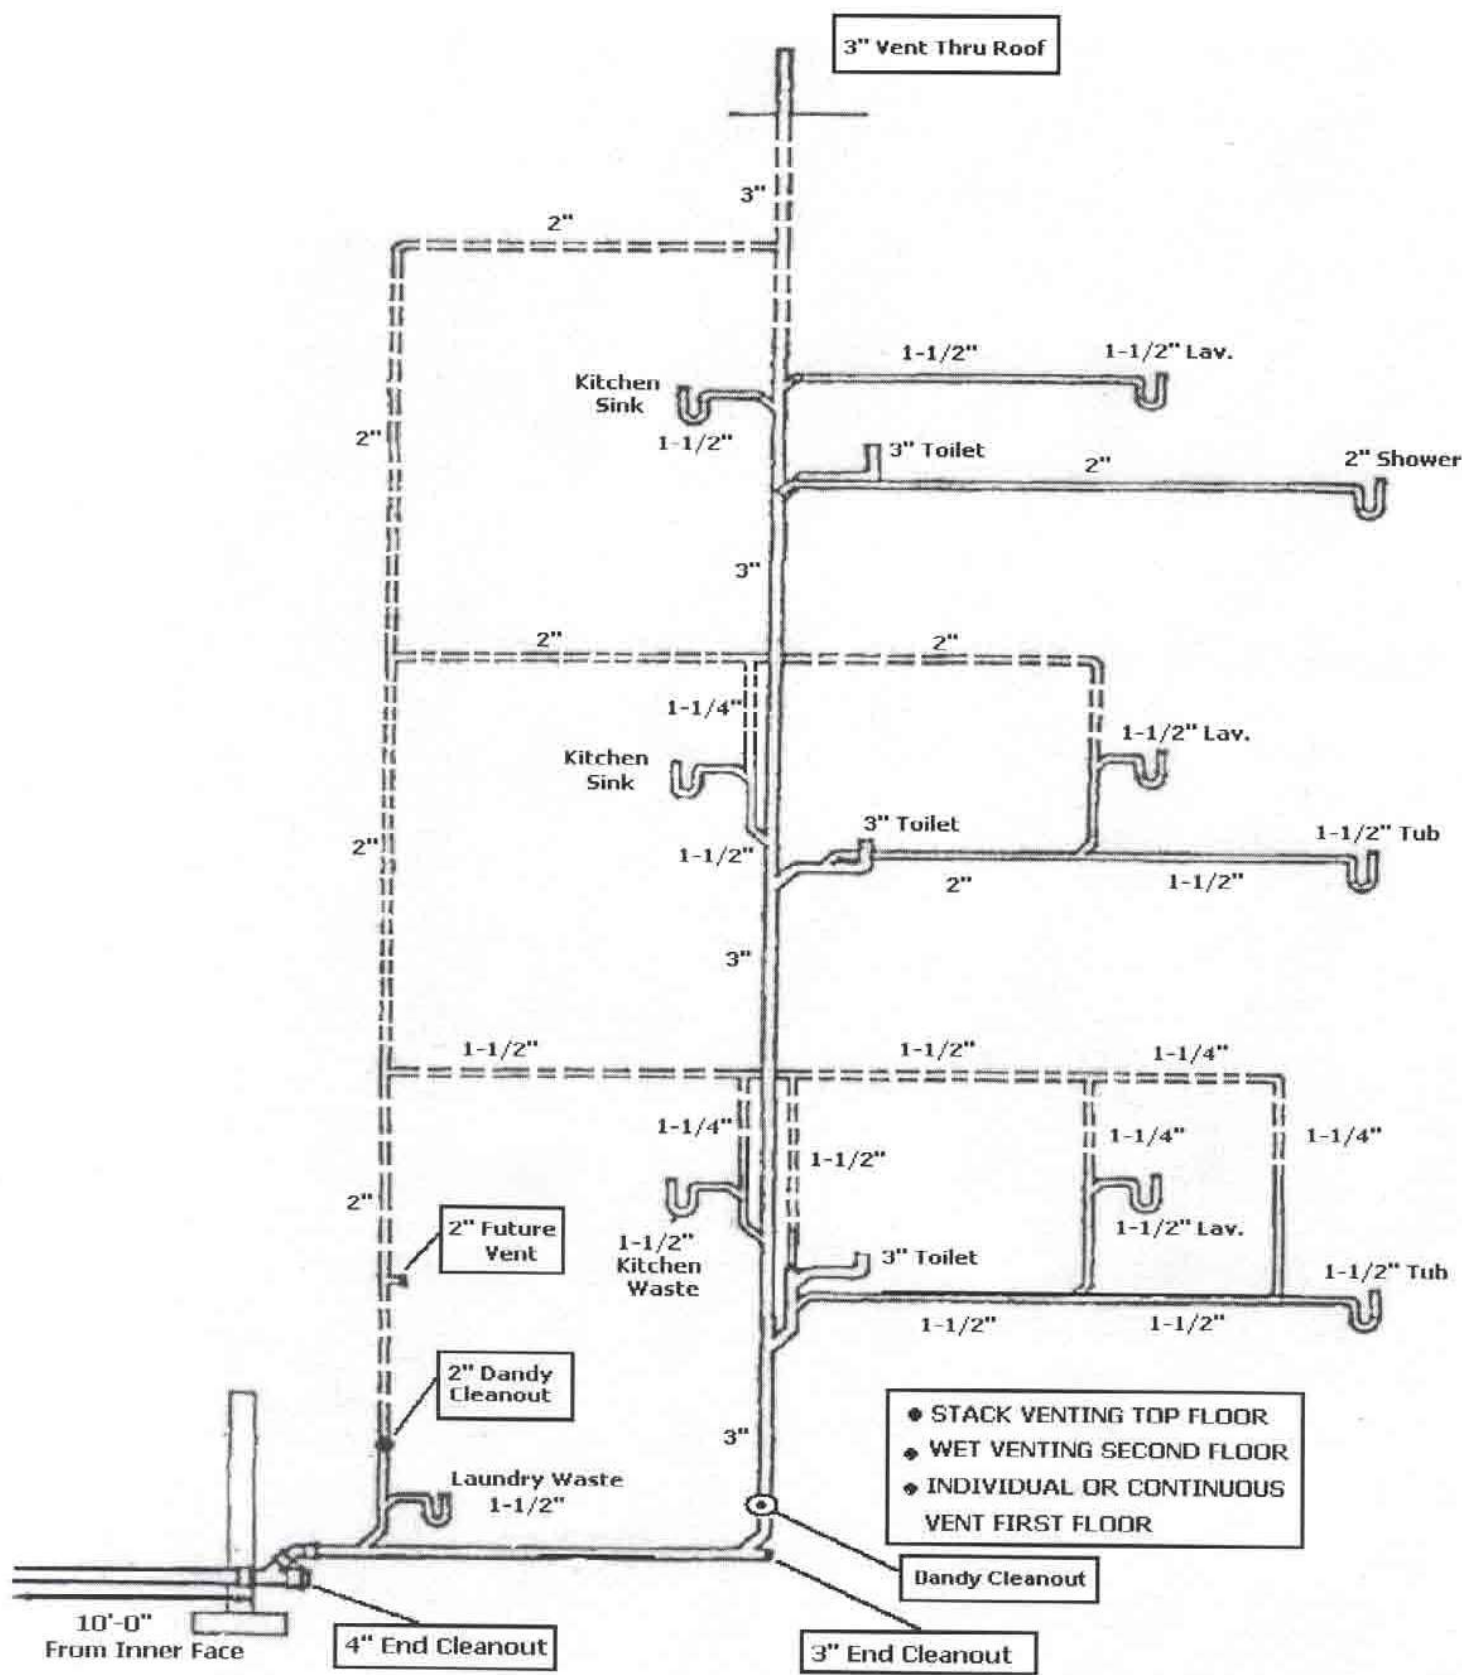 3" Vent Thru Roof
3"
2"
1-1/2"
1-1/2" Lav.
Kitchen
Sink
1-1/2"
2"
3" Toilet
2"
2" Shower
3"
2"
2"
1-1/4"
1-1/2" Lav.
Kitchen
Sink
3" Toilet
1-1/2" Tub
2"
1-1/2"
2"
1-1/2"
3"
1-1/2"
1-1/2"
1-1/4"
1-1/4"
1-1/2"
1-1/4"
1-1/4"
2"
2" Future
Vent
1-1/2"
Kitchen
Waste
1-1/2" Lav.
3" Toilet
1-1/2" Tub
1-1/2"
1-1/2"
2" Dandy
Cleanout
3"
• STACK VENTING TOP FLOOR
• WET VENTING SECOND FLOOR
• INDIVIDUAL OR CONTINUOUS
VENT FIRST FLOOR
Laundry Waste
1-1/2"
Dandy Cleanout
10'-0"
From Inner Face
4" End Cleanout
3" End Cleanout